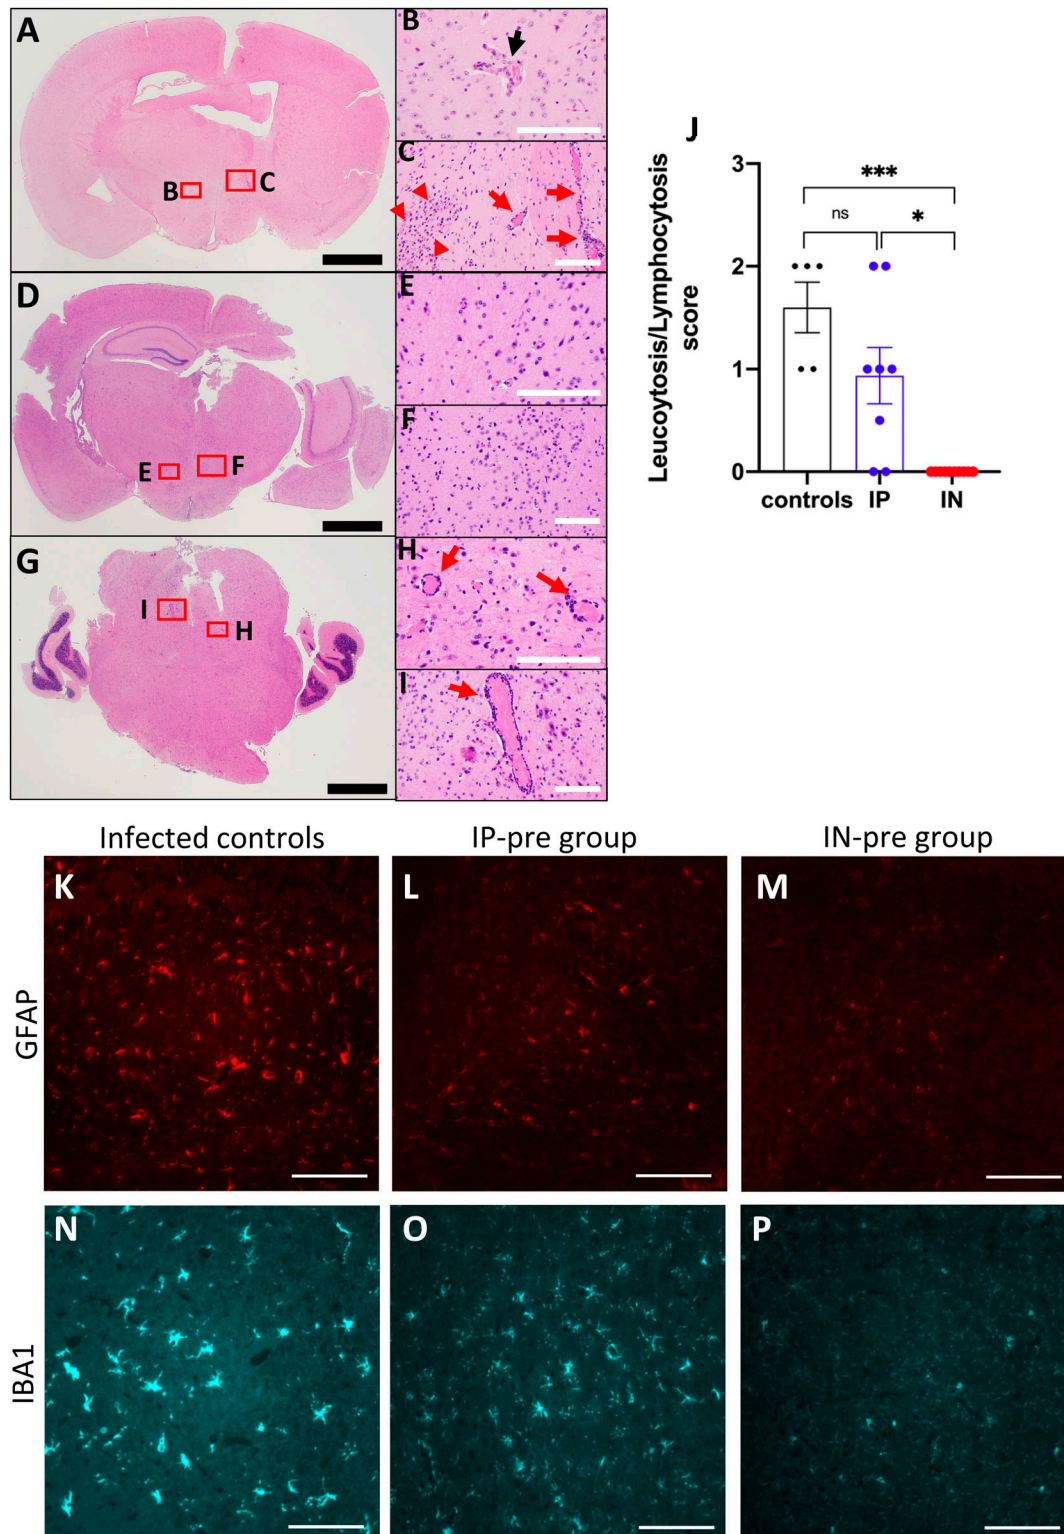 A
B
C
B
C
D
E
F
E
F
G
I
H
H
I
J
Leucoytosis/Lymphocytosis
score
3
2
1
0
***
ns
*
controls
IP
IN
Infected controls
IP-pre group
IN-pre group
GFAP
K
L
M
IBA1
N
O
P